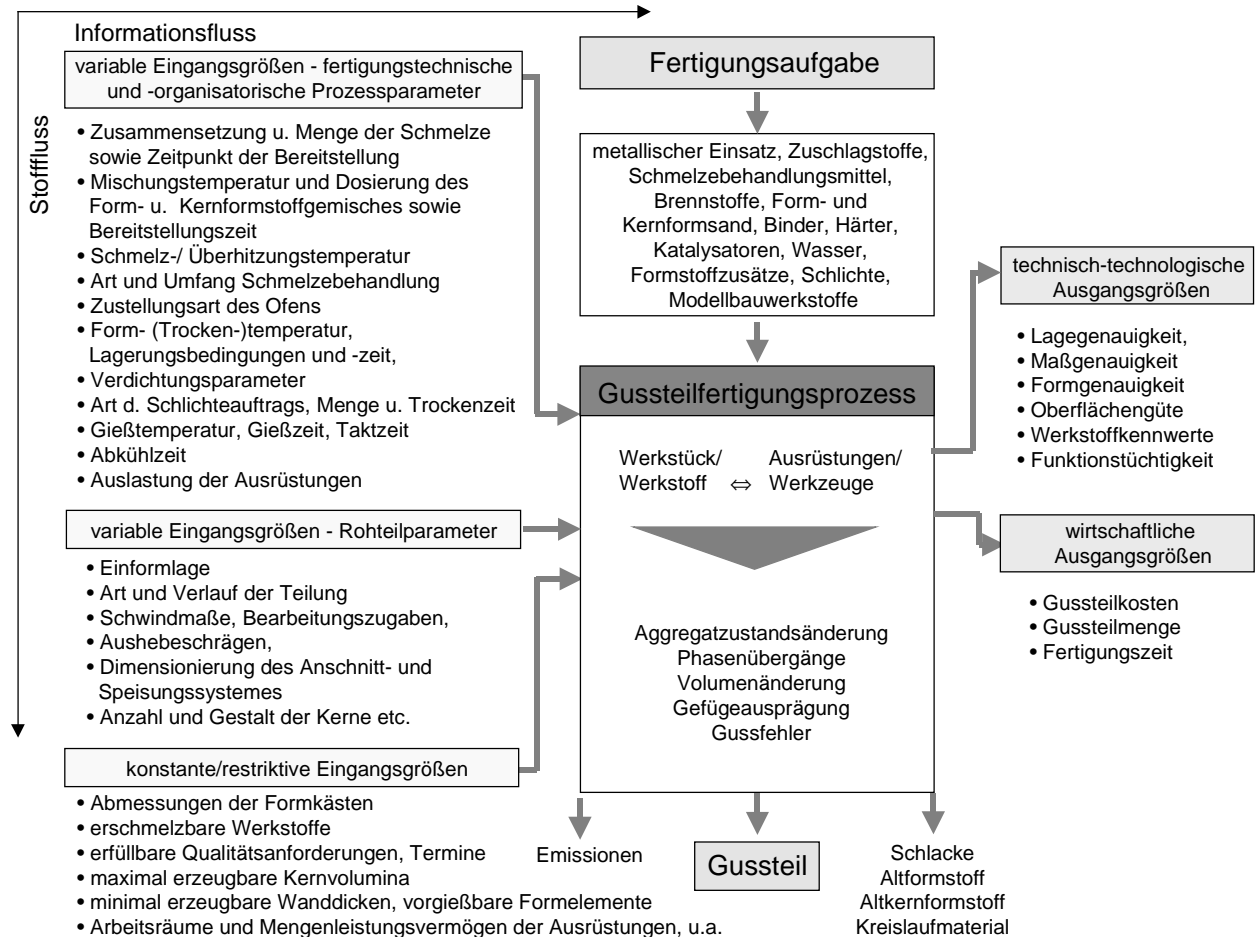 Informationsfluss
Stofffluss
variable Eingangsgrößen - fertigungstechnische
und -organisatorische Prozessparameter
• Zusammensetzung u. Menge der Schmelze
sowie Zeitpunkt der Bereitstellung
• Mischungstemperatur und Dosierung des
Form- u. Kernformstoffgemisches sowie
Bereitstellungszeit
• Schmelz-/ Überhitzungstemperatur
• Art und Umfang Schmelzebehandlung
• Zustellungsart des Ofens
• Form- (Trocken-)temperatur,
Lagerungsbedingungen und -zeit,
• Verdichtungsparameter
• Art d. Schlichteauftrags, Menge u. Trockenzeit
• Gießtemperatur, Gießzeit, Taktzeit
• Abkühlzeit
• Auslastung der Ausrüstungen
variable Eingangsgrößen - Rohteilparameter
• Einformlage
• Art und Verlauf der Teilung
• Schwindmaße, Bearbeitungszugaben,
• Aushebeschrägen,
• Dimensionierung des Anschnitt- und
Speisungssystemes
• Anzahl und Gestalt der Kerne etc.
konstante/restriktive Eingangsgrößen
• Abmessungen der Formkästen
• erschmelzbare Werkstoffe
• erfüllbare Qualitätsanforderungen, Termine
• maximal erzeugbare Kernvolumina
• minimal erzeugbare Wanddicken, vorgießbare Formelemente
• Arbeitsräume und Mengenleistungsvermögen der Ausrüstungen, u.a.
Fertigungsaufgabe
metallischer Einsatz, Zuschlagstoffe,
Schmelzebehandlungsmittel,
Brennstoffe, Form- und
Kernformsand, Binder, Härter,
Katalysatoren, Wasser,
Formstoffzusätze, Schlichte,
Modellbauwerkstoffe
Gussteilfertigungsprozess
Werkstück/ Ausrüstungen/
Werkstoff ⇔ Werkzeuge
Aggregatzustandsänderung
Phasenübergänge
Volumenänderung
Gefügeausprägung
Gussfehler
Emissionen
Gussteil
Schlacke
Altformstoff
Altkernformstoff
Kreislaufmaterial
technisch-technologische
Ausgangsgrößen
• Lagegenauigkeit,
• Maßgenauigkeit
• Formgenauigkeit
• Oberflächengüte
• Werkstoffkennwerte
• Funktionstüchtigkeit
wirtschaftliche
Ausgangsgrößen
• Gussteilkosten
• Gussteilmenge
• Fertigungszeit